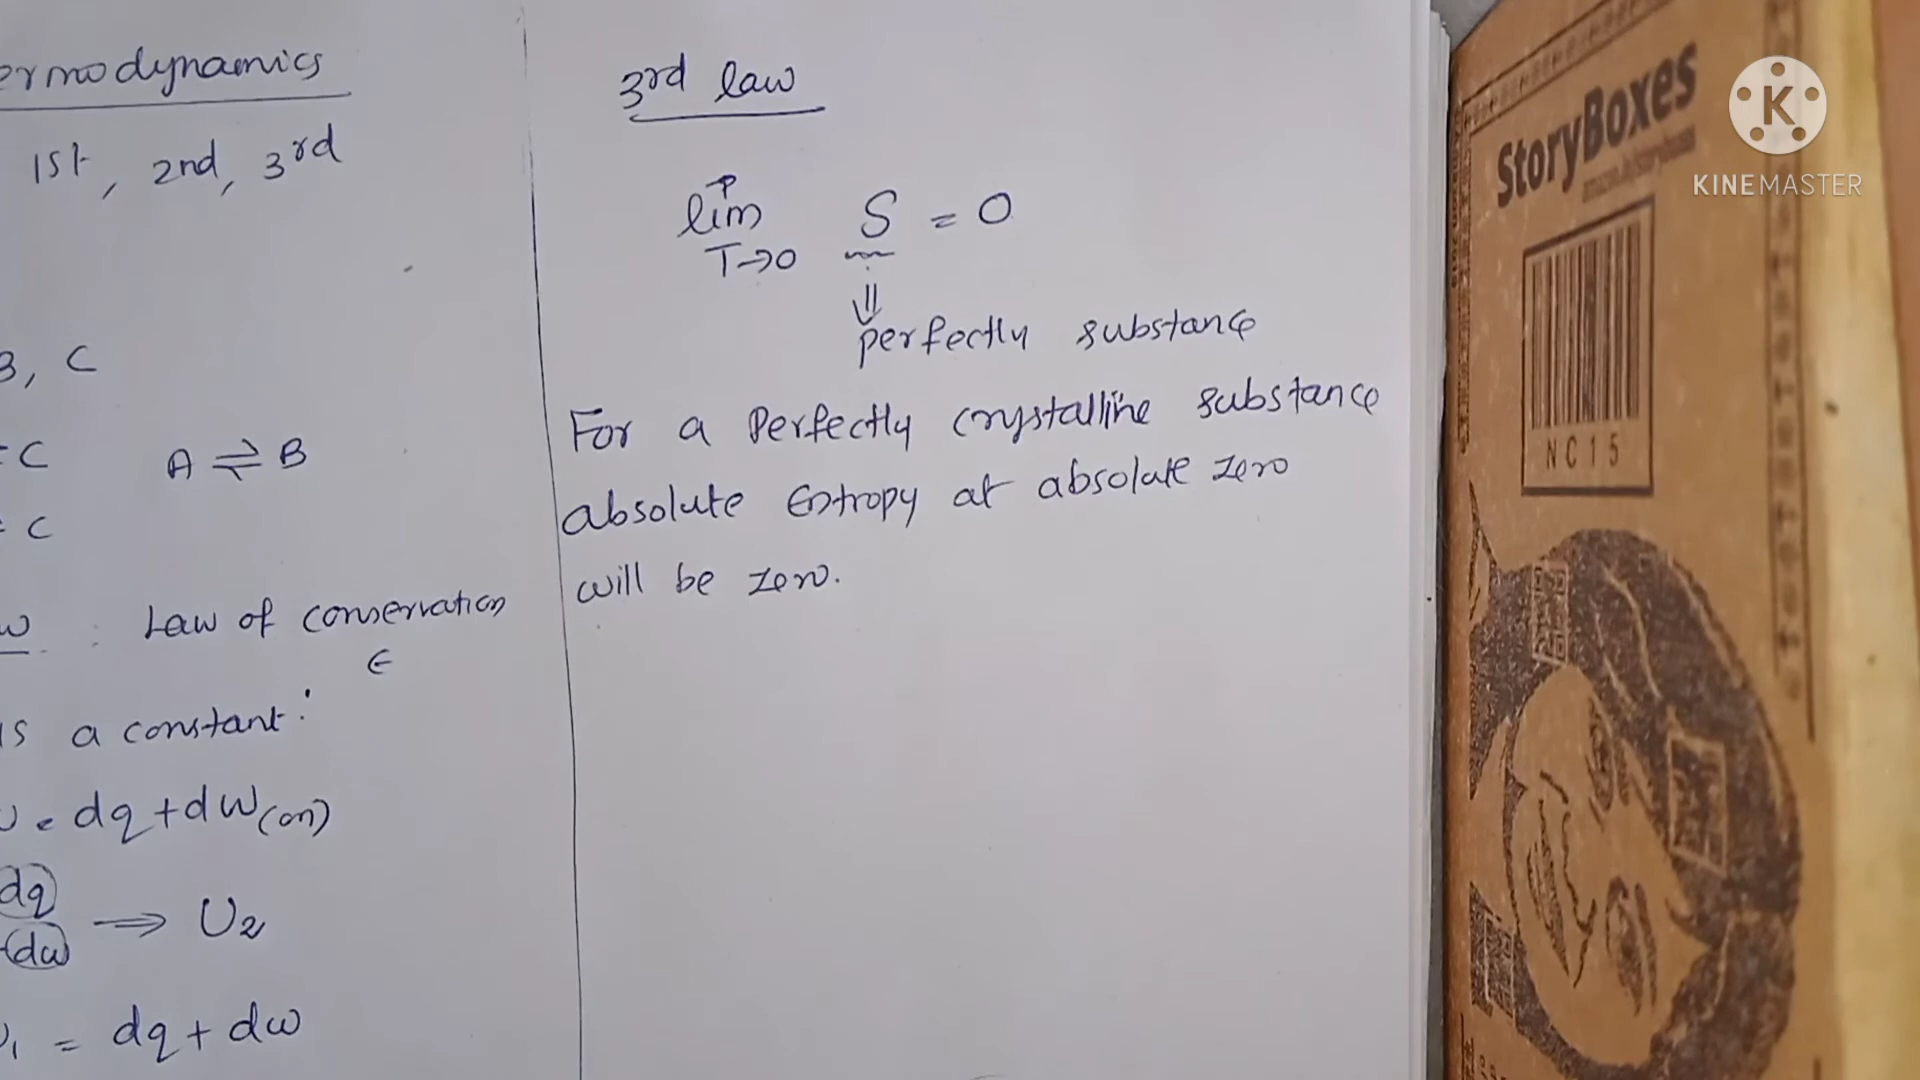 ermodynamics
1st, 2nd, 3rd
B, C
= C
A ⇌ B
= C
w : Law of conservation
E
is a constant.
U = dq + dw(on)
dq
+dw ⟹ U2
U1 = dq + dw
3rd law
lim S = 0
T→0
⇓
perfectly substance
For a Perfectly crystalline substance
absolute Entropy at absolute zero
will be zero.
StoryBoxes
NC15
KINEMASTER